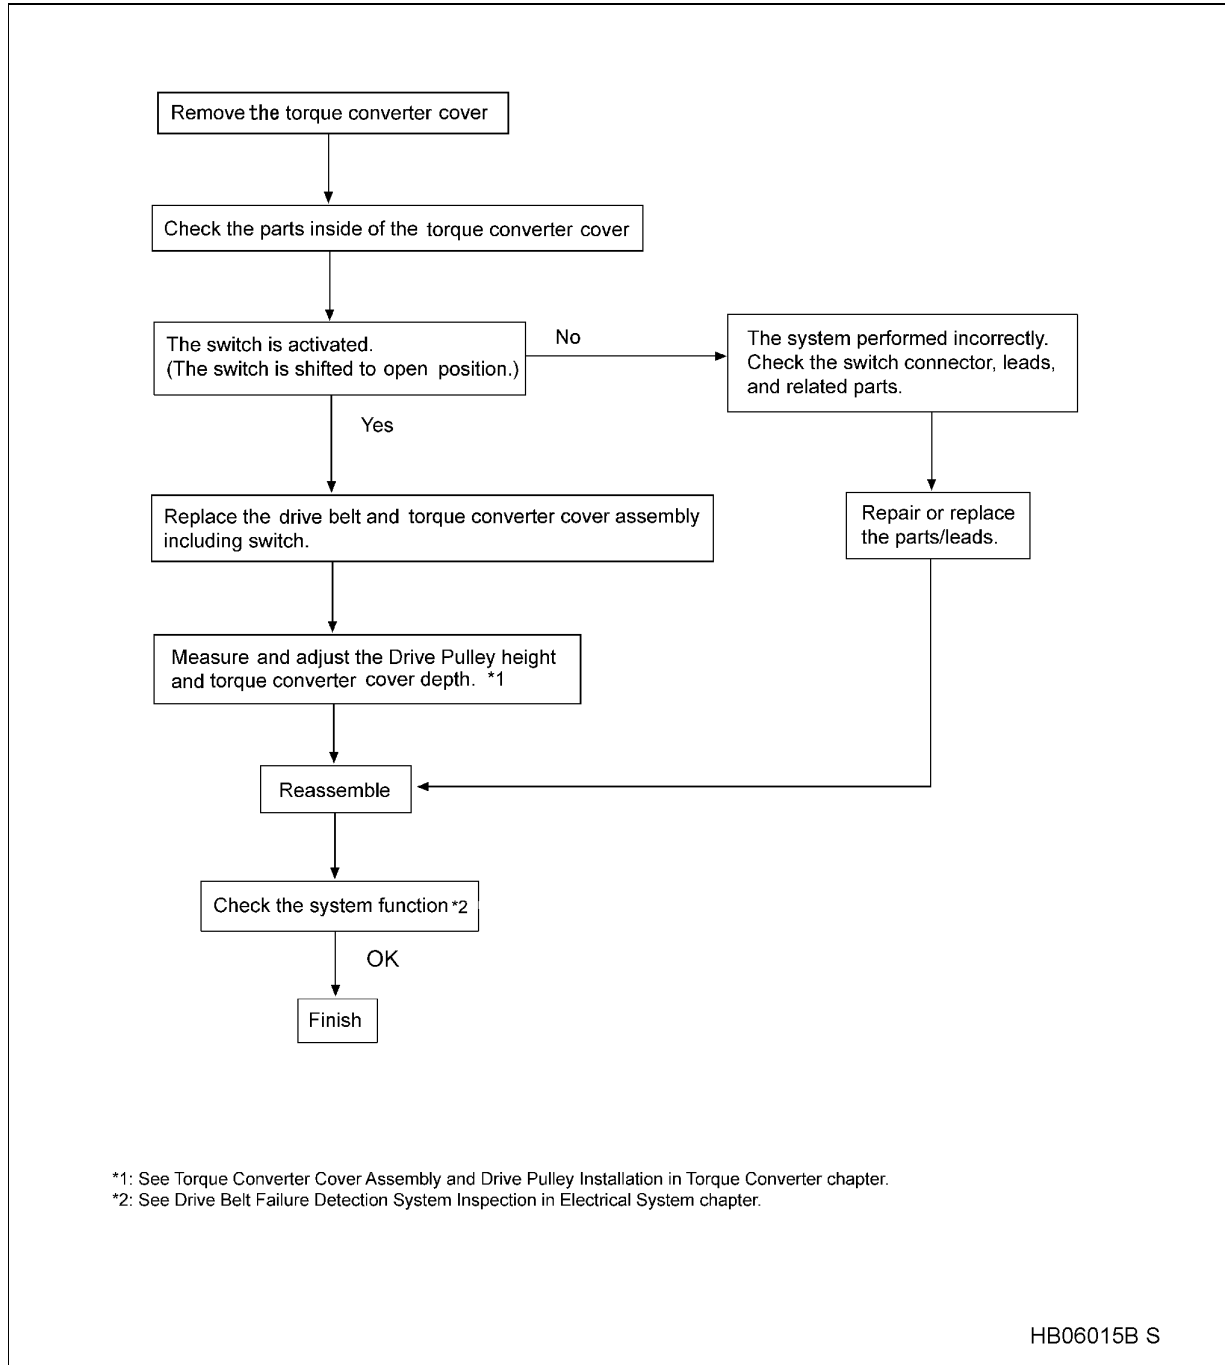 Remove the torque converter cover
Check the parts inside of the torque converter cover
The switch is activated.
(The switch is shifted to open position.)
No
The system performed incorrectly.
Check the switch connector, leads,
and related parts.
Yes
Replace the drive belt and torque converter cover assembly
including switch.
Repair or replace
the parts/leads.
Measure and adjust the Drive Pulley height
and torque converter cover depth. *1
Reassemble
Check the system function *2
OK
Finish
*1: See Torque Converter Cover Assembly and Drive Pulley Installation in Torque Converter chapter.
*2: See Drive Belt Failure Detection System Inspection in Electrical System chapter.
HB06015B S